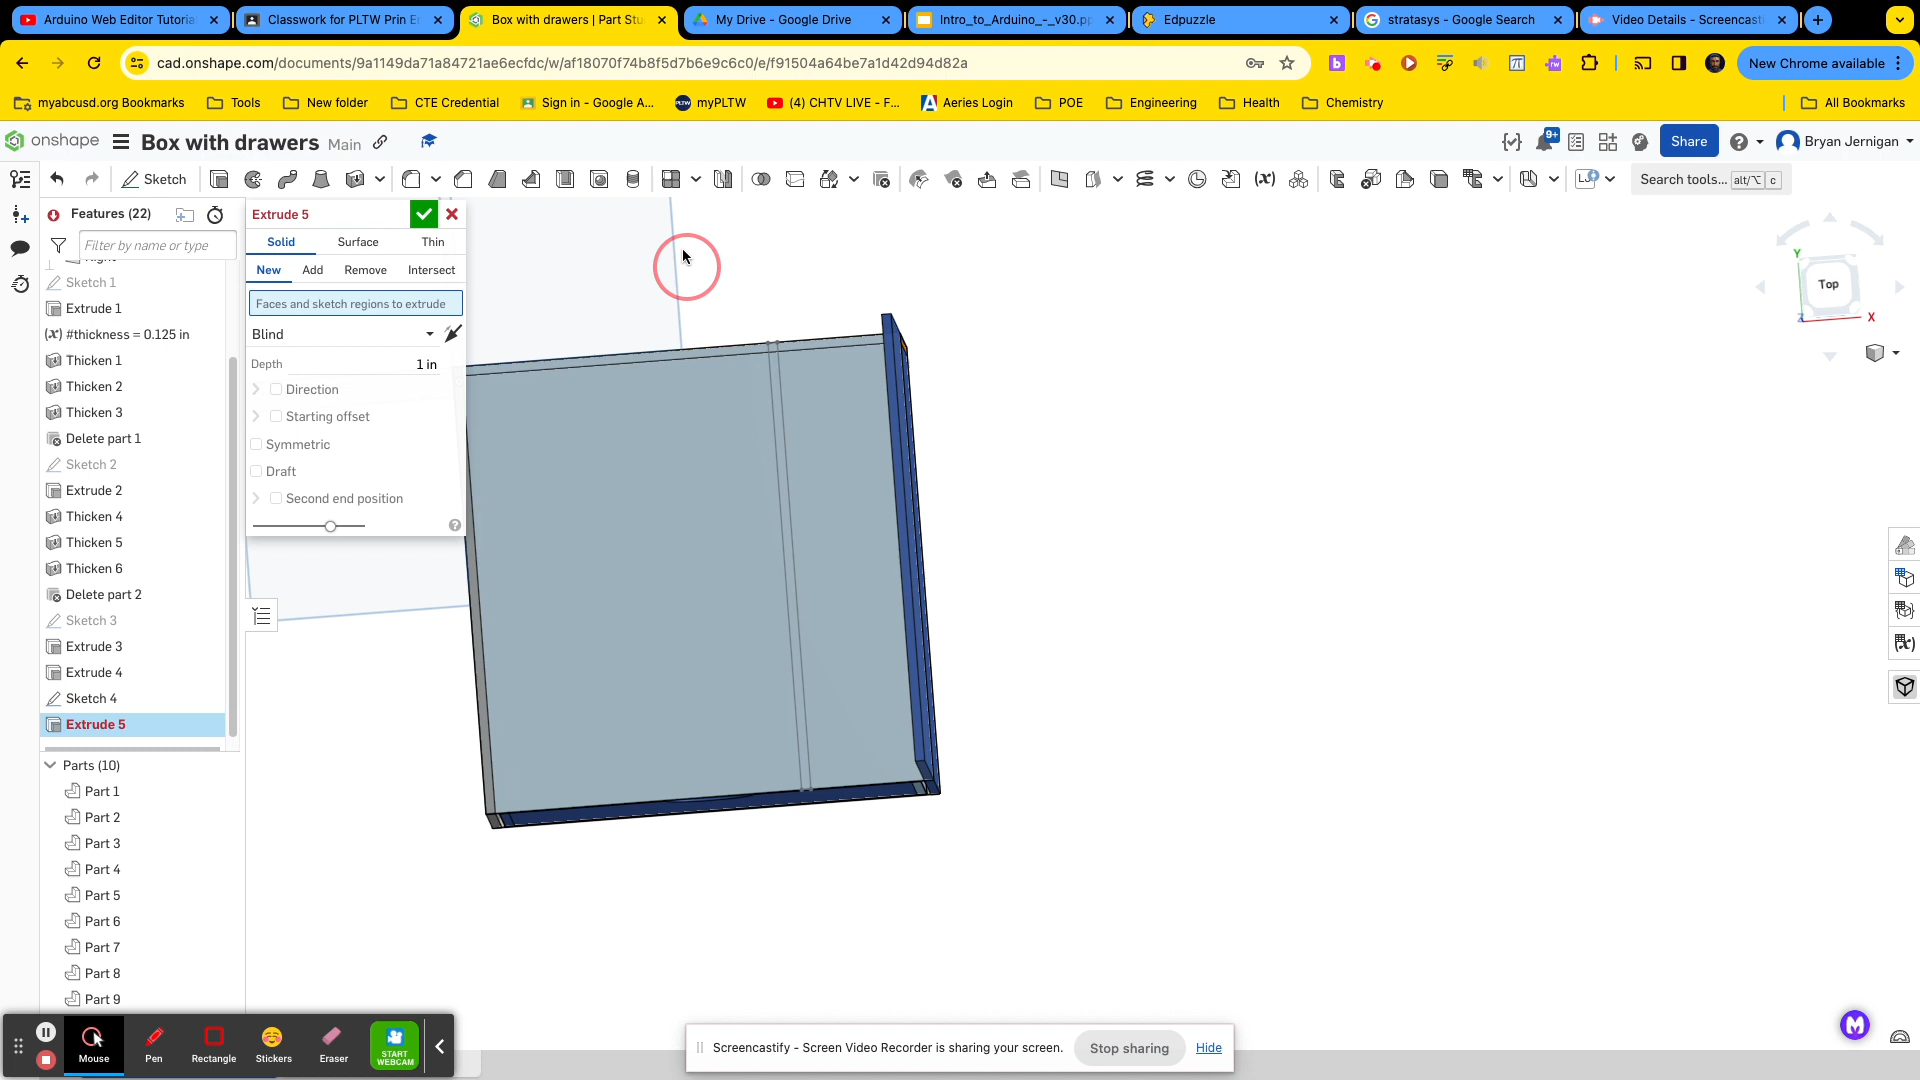 Arduino Web Editor Tutoria
Classwork for PLTW Prin E
Box with drawers | Part Stu
My Drive - Google Drive
Intro_to_Arduino_-_v30.pp
Edpuzzle
stratasys - Google Search
Video Details - Screencast
cad.onshape.com/documents/9a1149da71a84721ae6ecfdc/w/af18070f74b8f5d7b6e9c6c0/e/f91504a64be7a1d42d94d82a
New Chrome available
myabcusd.org Bookmarks
Tools
New folder
CTE Credential
Sign in - Google A...
myPLTW
(4) CHTV LIVE - F...
Aeries Login
POE
Engineering
Health
Chemistry
All Bookmarks
onshape
Box with drawers Main
9+
Share
Bryan Jernigan
Sketch
Search tools... alt/⌥ c
Features (22)
Filter by name or type
Sketch 1
Extrude 1
(x) #thickness = 0.125 in
Thicken 1
Thicken 2
Thicken 3
Delete part 1
Sketch 2
Extrude 2
Thicken 4
Thicken 5
Thicken 6
Delete part 2
Sketch 3
Extrude 3
Extrude 4
Sketch 4
Extrude 5
Parts (10)
Part 1
Part 2
Part 3
Part 4
Part 5
Part 6
Part 7
Part 8
Part 9
Extrude 5
Solid Surface Thin
New Add Remove Intersect
Faces and sketch regions to extrude
Blind
Depth 1 in
Direction
Starting offset
Symmetric
Draft
Second end position
Y
Top
Z
X
Mouse
Pen
Rectangle
Stickers
Eraser
START
WEBCAM
Screencastify - Screen Video Recorder is sharing your screen.
Stop sharing
Hide